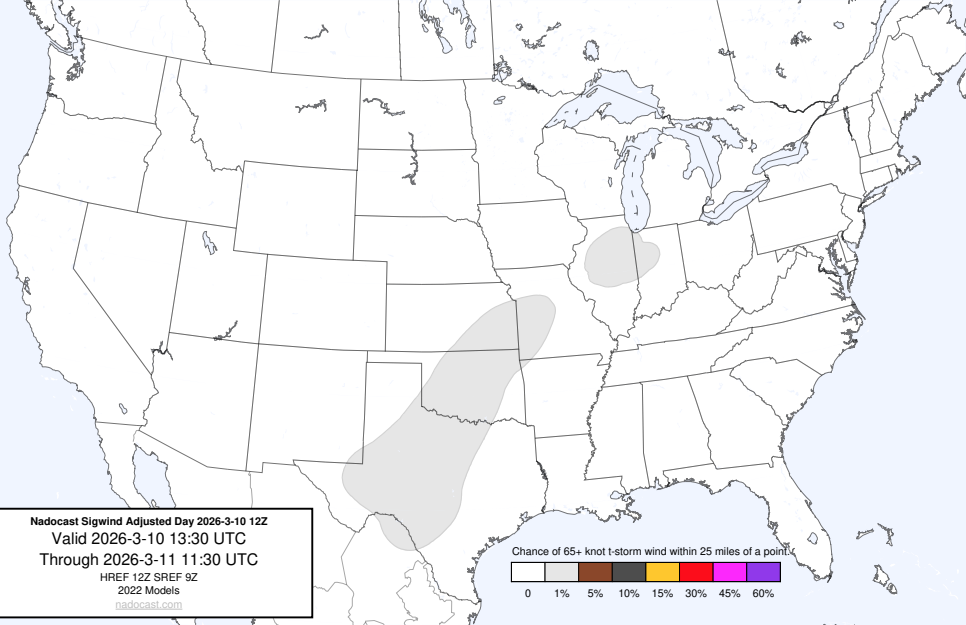 Nadocast Sigwind Adjusted Day 2026-3-10 12Z
Valid 2026-3-10 13:30 UTC
Through 2026-3-11 11:30 UTC
HREF 12Z SREF 9Z
2022 Models
nadocast.com
Chance of 65+ knot t-storm wind within 25 miles of a point.
0 1% 5% 10% 15% 30% 45% 60%